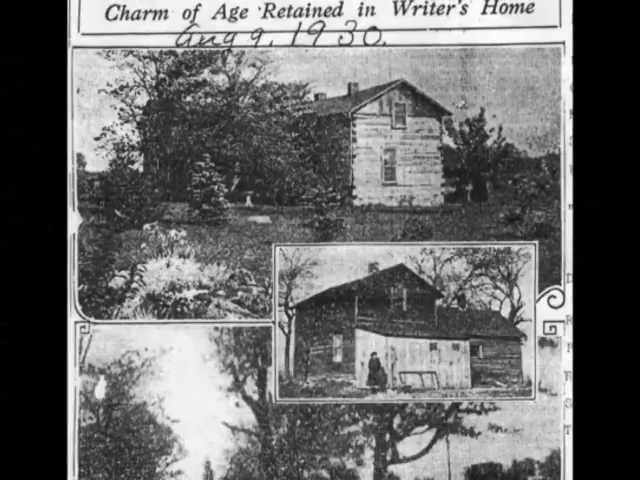 Charm of Age Retained in Writer's Home
Aug 9, 1930.